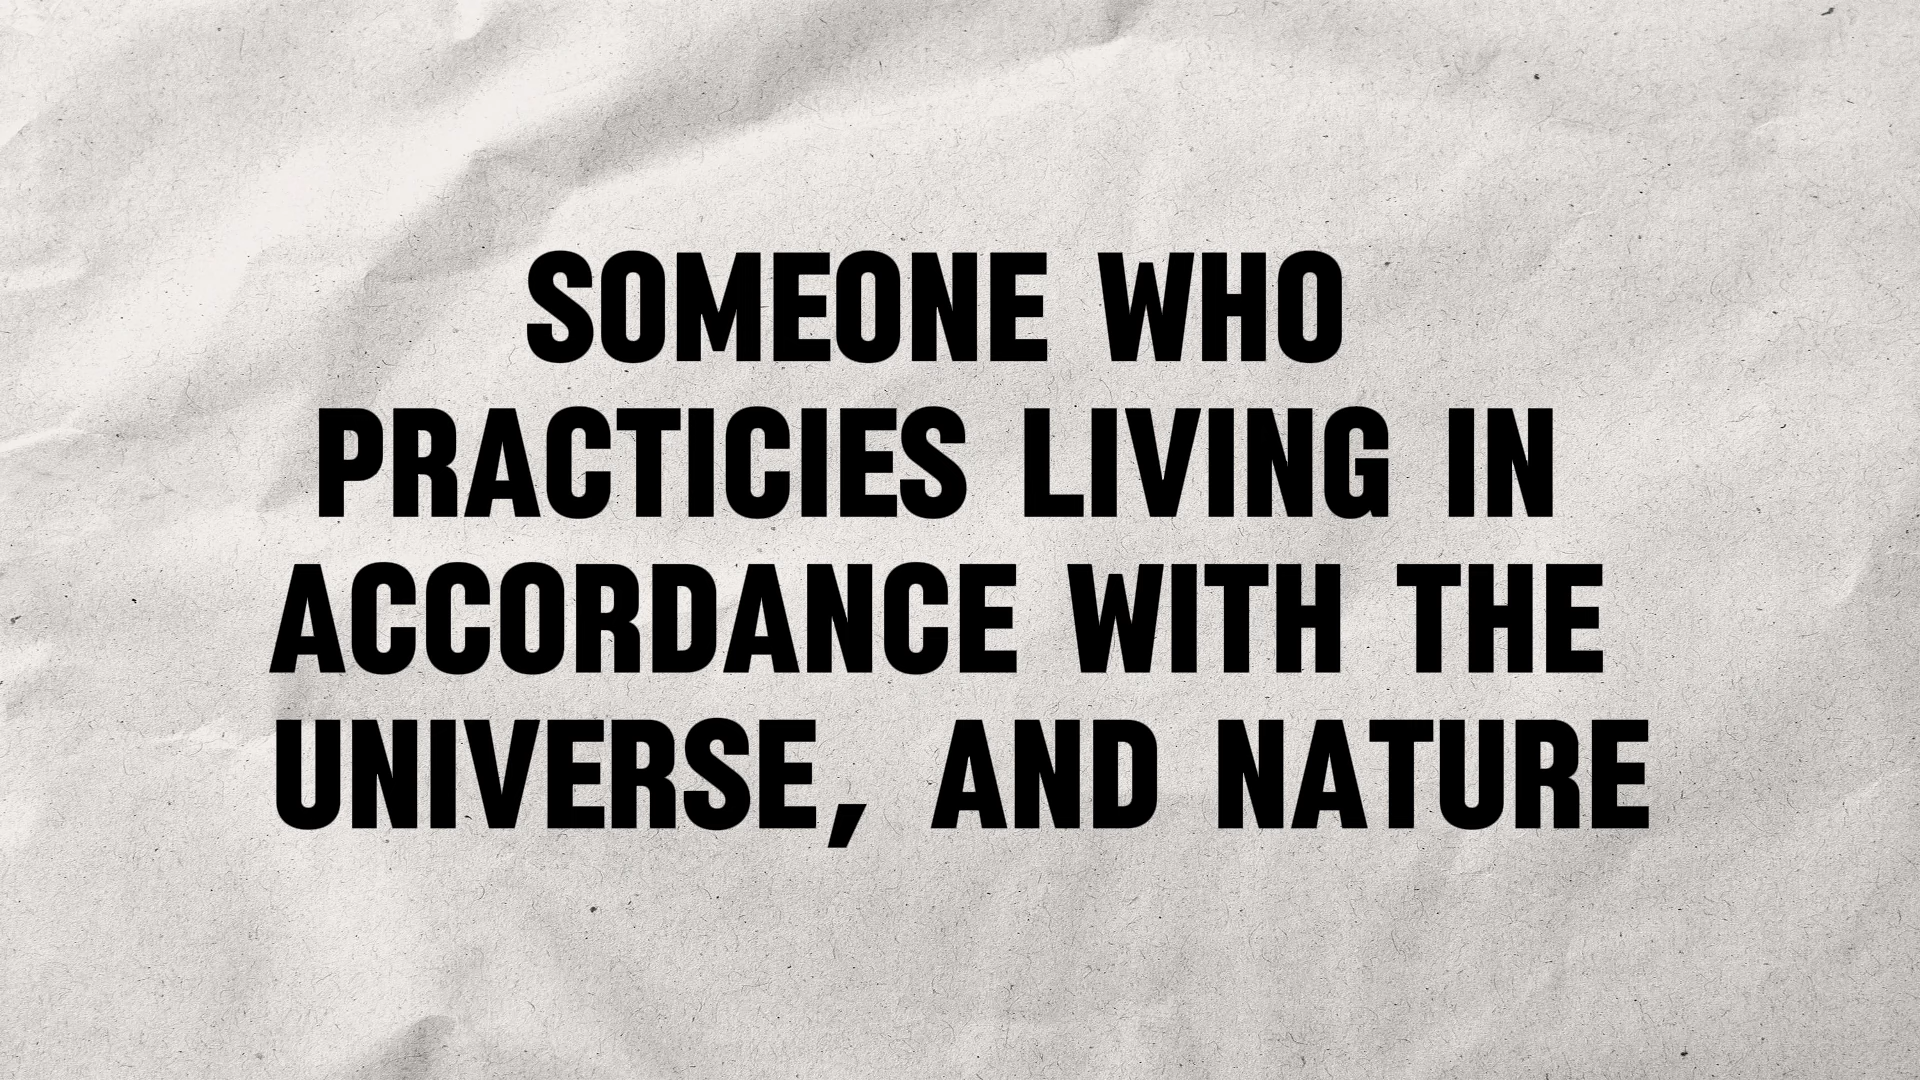 SOMEONE WHO
PRACTICIES LIVING IN
ACCORDANCE WITH THE
UNIVERSE, AND NATURE